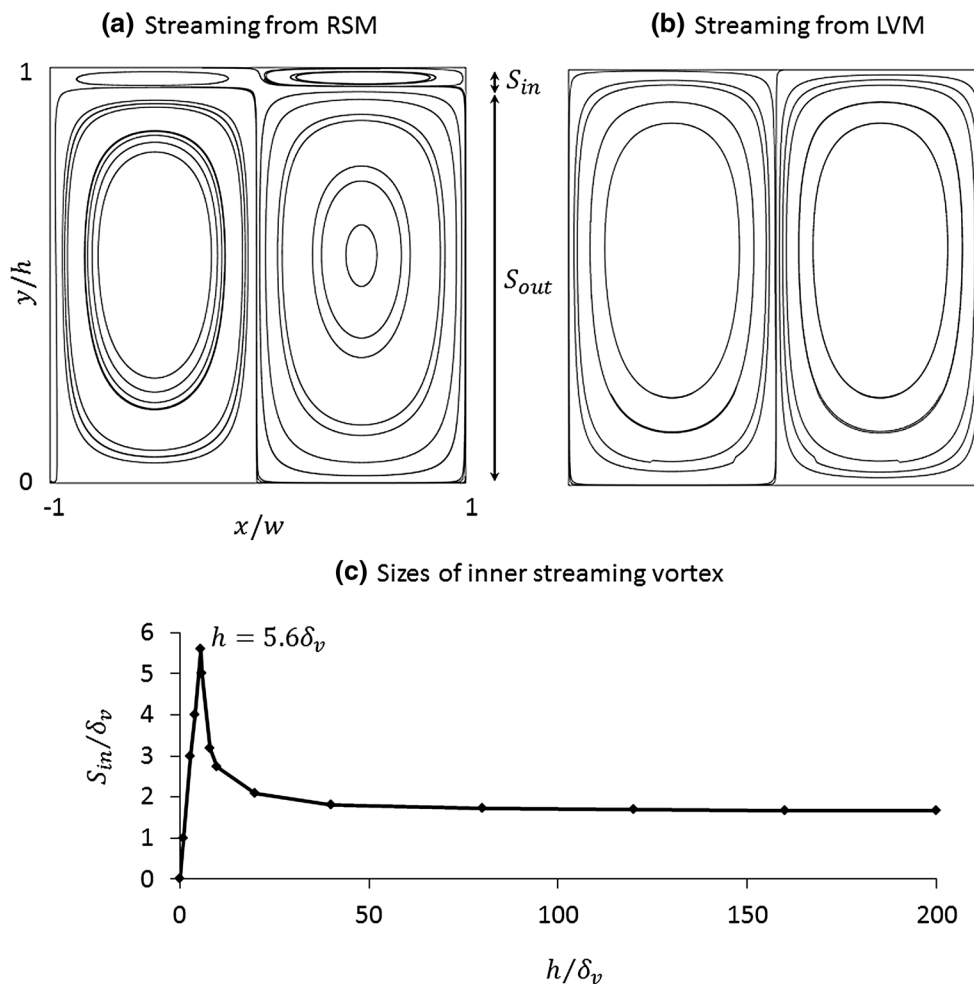 (a) Streaming from RSM
(b) Streaming from LVM
1
S_in
y/h
S_out
0
-1
1
x/w
(c) Sizes of inner streaming vortex
6
h = 5.6δ_v
5
4
S_in/δ_v
3
2
1
0
0 50 100 150 200
h/δ_v